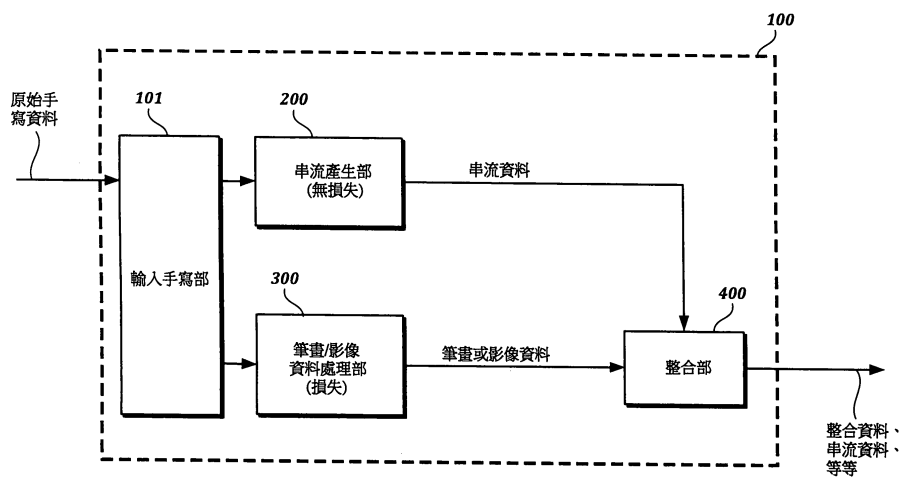 100
原始手
寫資料
101
200
串流產生部
(無損失)
串流資料
輸入手寫部
300
筆畫/影像
資料處理部
(損失)
筆畫或影像資料
400
整合部
整合資料、
串流資料、
等等